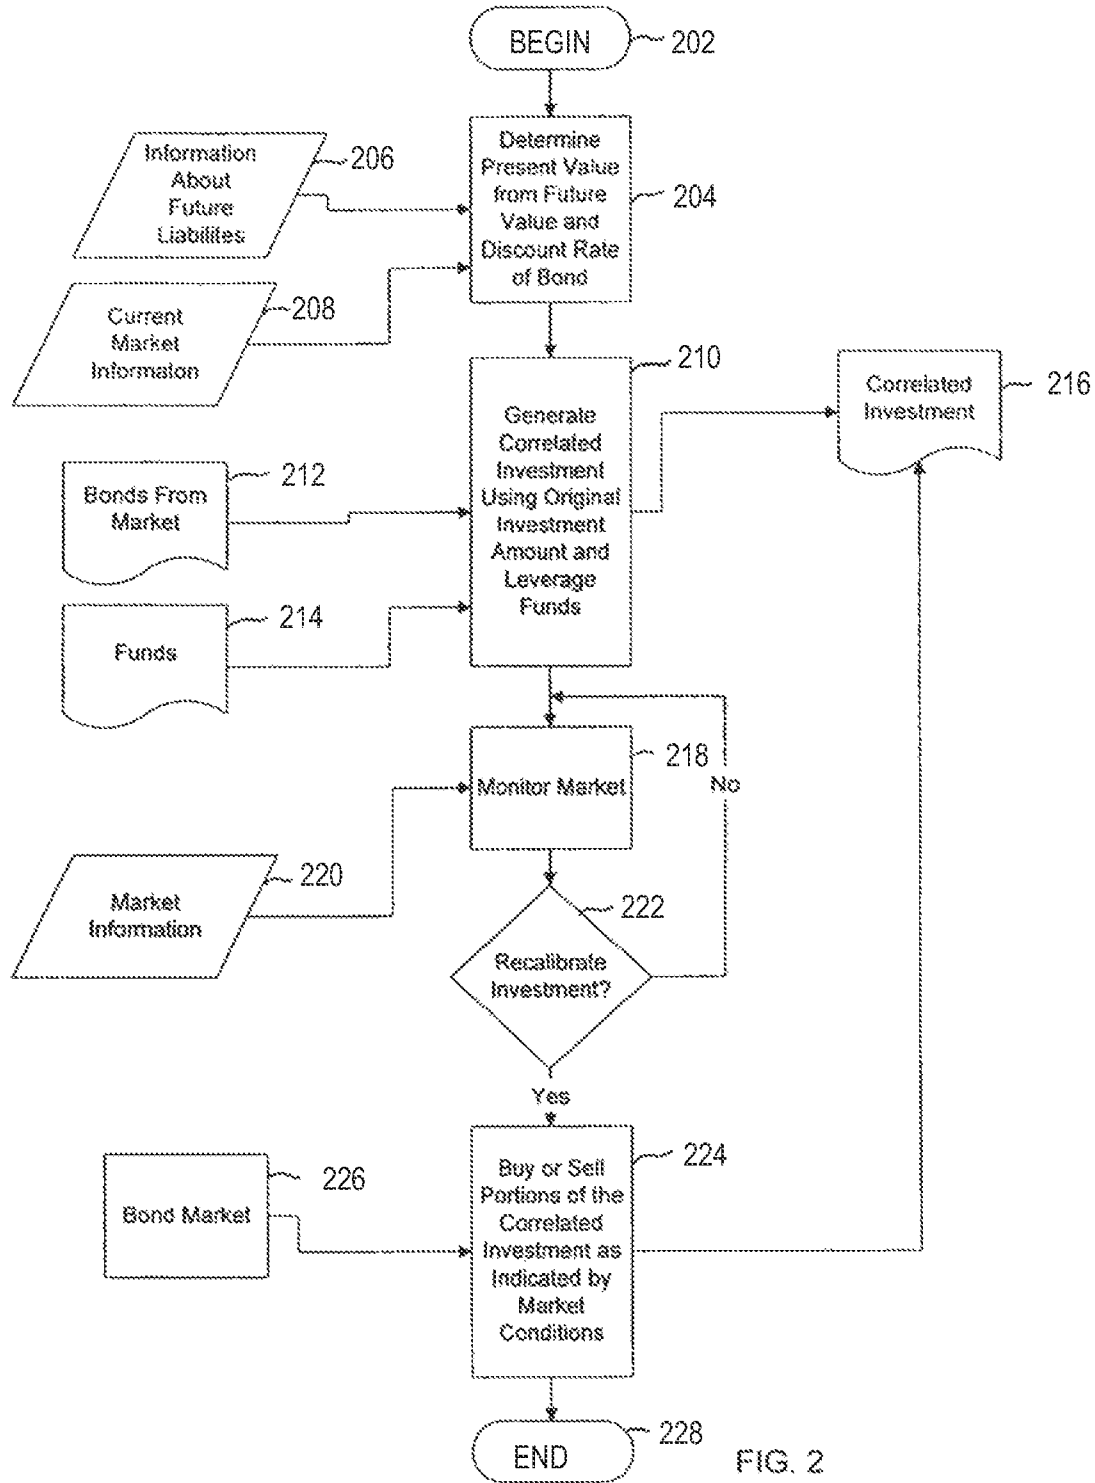 BEGIN
202
Determine
Present Value
from Future
Value and
Discount Rate
of Bond
204
Information
About
Future
Liabilites
206
Current
Market
Informaion
208
Generate
Correlated
Investment
Using Original
Investment
Amount and
Leverage
Funds
210
Correlated
Investment
216
Bonds From
Market
212
Funds
214
Monitor Market
218
No
Market
Information
220
Recalibrate
Investment?
222
Yes
Buy or Sell
Portions of the
Correlated
Investment as
Indicated by
Market
Conditions
224
Bond Market
226
END
228
FIG. 2